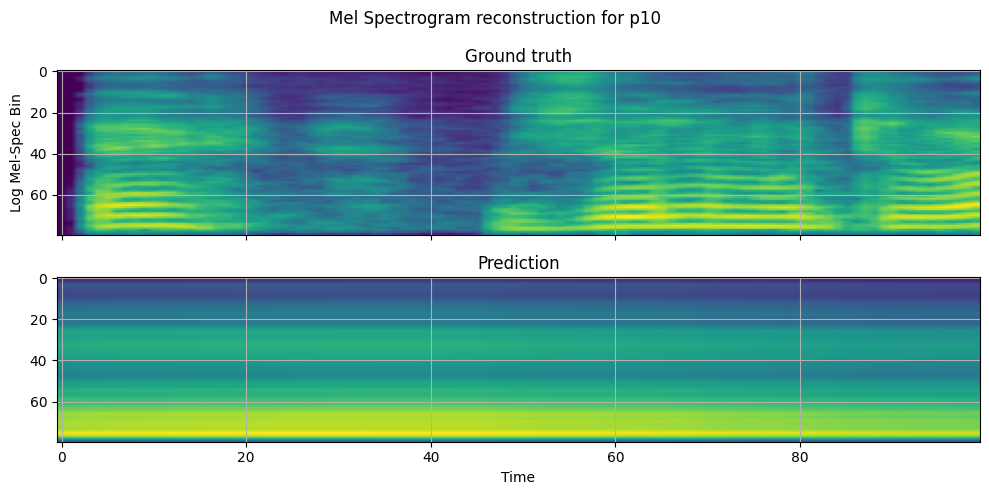 Mel Spectrogram reconstruction for p10
Ground truth
0
20
40
60
Log Mel-Spec Bin
Prediction
0
20
40
60
0 20 40 60 80
Time